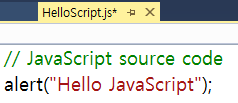 HelloScript.js*
// JavaScript source code
alert("Hello JavaScript");